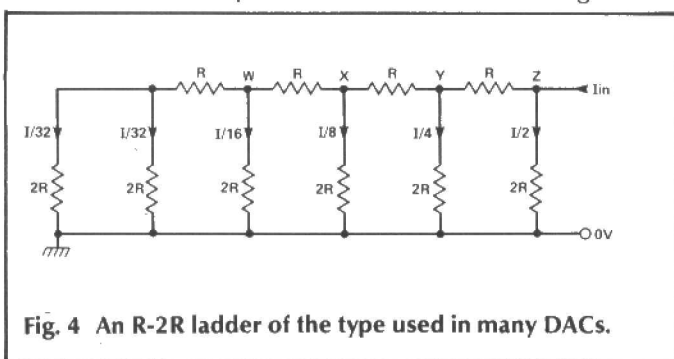 R W R X R Y R Z Iin
I/32 I/32 I/16 I/8 I/4 I/2
2R 2R 2R 2R 2R 2R
0V
Fig. 4 An R-2R ladder of the type used in many DACs.